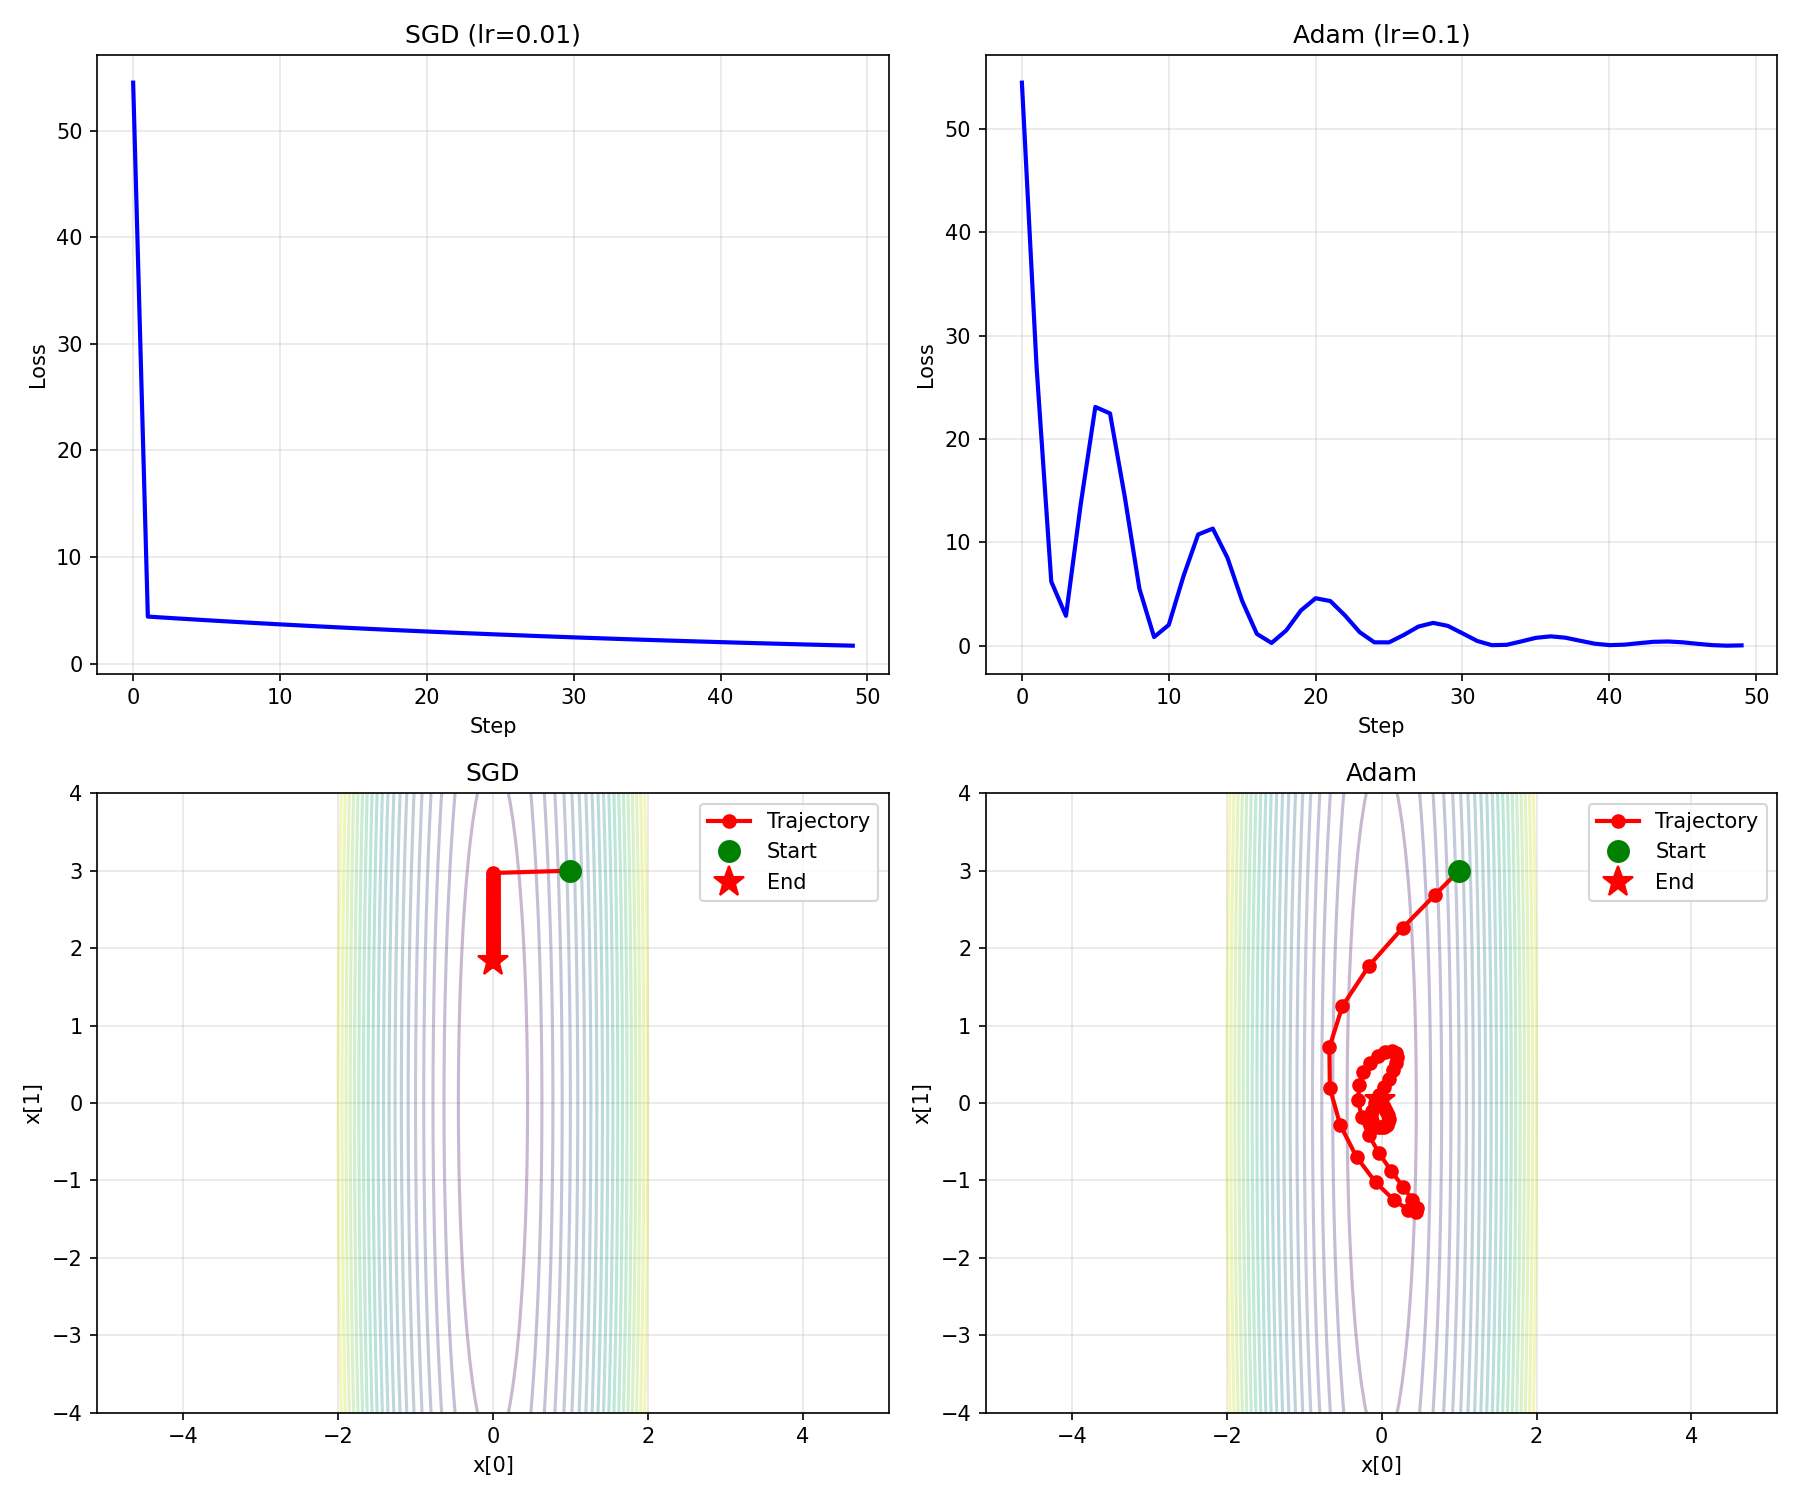 SGD (lr=0.01)
50
40
30
20
10
0
Loss
0 10 20 30 40 50
Step
Adam (lr=0.1)
50
40
30
20
10
0
Loss
0 10 20 30 40 50
Step
SGD
4
3
2
1
0
−1
−2
−3
−4
x[1]
Trajectory
Start
End
−4 −2 0 2 4
x[0]
Adam
4
3
2
1
0
−1
−2
−3
−4
x[1]
Trajectory
Start
End
−4 −2 0 2 4
x[0]